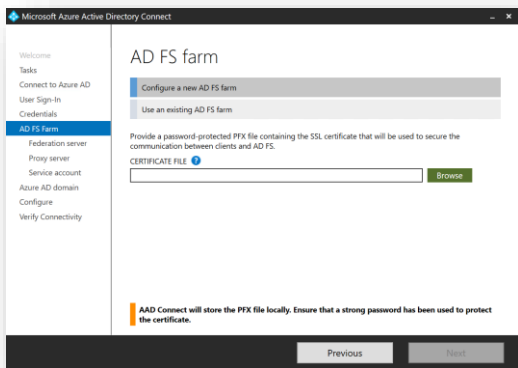 Microsoft Azure Active Directory Connect
Welcome
Tasks
Connect to Azure AD
User Sign-In
Credentials
AD FS Farm
Federation server
Proxy server
Service account
Azure AD domain
Configure
Verify Connectivity
AD FS farm
Configure a new AD FS farm
Use an existing AD FS farm
Provide a password-protected PFX file containing the SSL certificate that will be used to secure the
communication between clients and AD FS.
CERTIFICATE FILE ?
Browse
AAD Connect will store the PFX file locally. Ensure that a strong password has been used to protect
the certificate.
Previous
Next